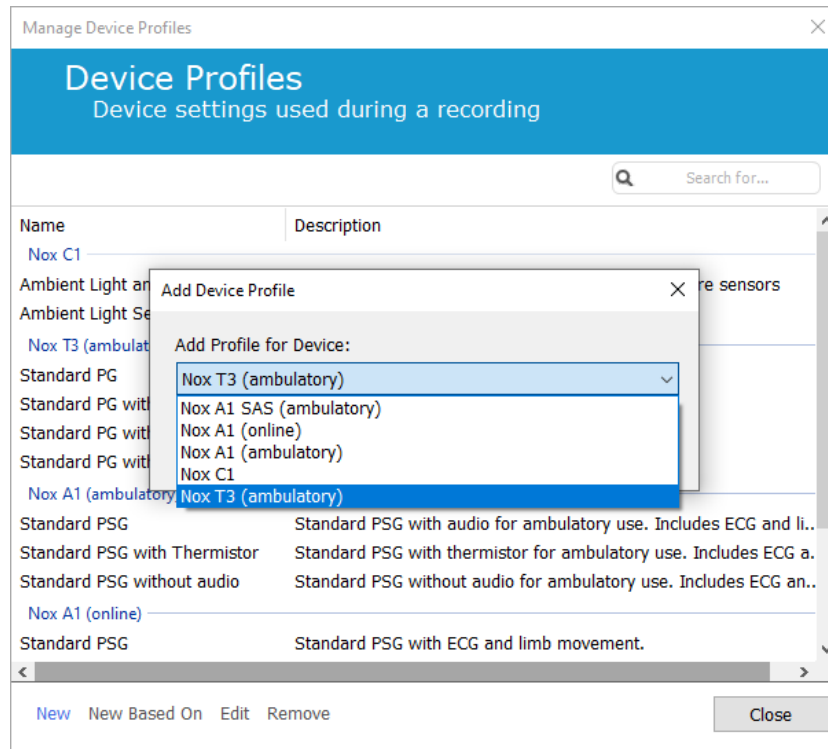 Manage Device Profiles
Device Profiles
Device settings used during a recording
Search for...
Name Description
Nox C1
Ambient Light an re sensors
Ambient Light Se
Nox T3 (ambulat
Standard PG
Standard PG with
Standard PG with
Standard PG with
Add Device Profile
Add Profile for Device:
Nox T3 (ambulatory)
Nox A1 SAS (ambulatory)
Nox A1 (online)
Nox A1 (ambulatory)
Nox C1
Nox T3 (ambulatory)
Nox A1 (ambulatory
Standard PSG Standard PSG with audio for ambulatory use. Includes ECG and li..
Standard PSG with Thermistor Standard PSG with thermistor for ambulatory use. Includes ECG a.
Standard PSG without audio Standard PSG without audio for ambulatory use. Includes ECG an..
Nox A1 (online)
Standard PSG Standard PSG with ECG and limb movement.
New New Based On Edit Remove Close